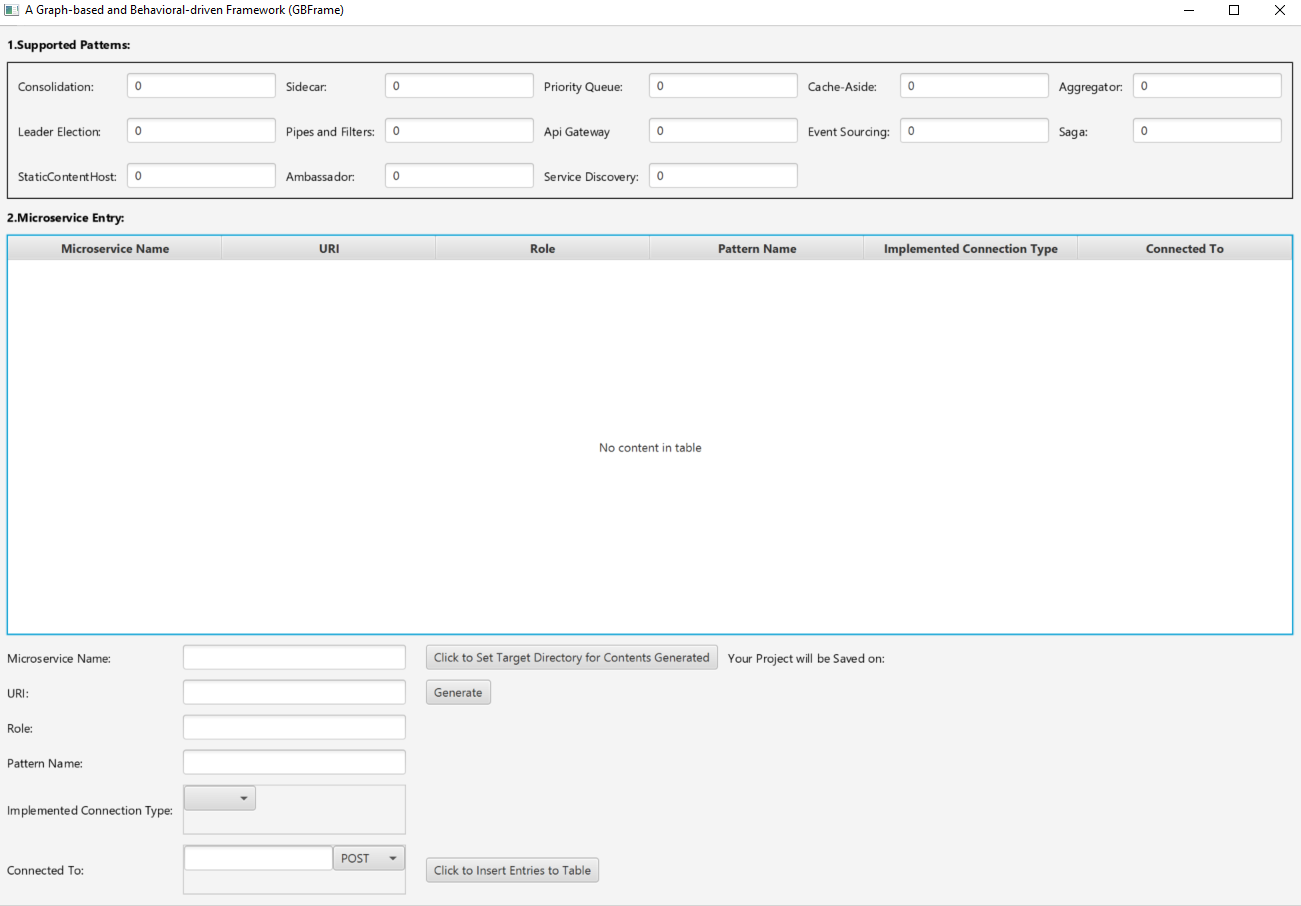 A Graph-based and Behavioral-driven Framework (GBFrame)
1.Supported Patterns:
Consolidation: 0 Sidecar: 0 Priority Queue: 0 Cache-Aside: 0 Aggregator: 0
Leader Election: 0 Pipes and Filters: 0 Api Gateway 0 Event Sourcing: 0 Saga: 0
StaticContentHost: 0 Ambassador: 0 Service Discovery: 0
2.Microservice Entry:
Microservice Name URI Role Pattern Name Implemented Connection Type Connected To
No content in table
Microservice Name: Click to Set Target Directory for Contents Generated Your Project will be Saved on:
URI: Generate
Role:
Pattern Name:
Implemented Connection Type:
Connected To: POST Click to Insert Entries to Table